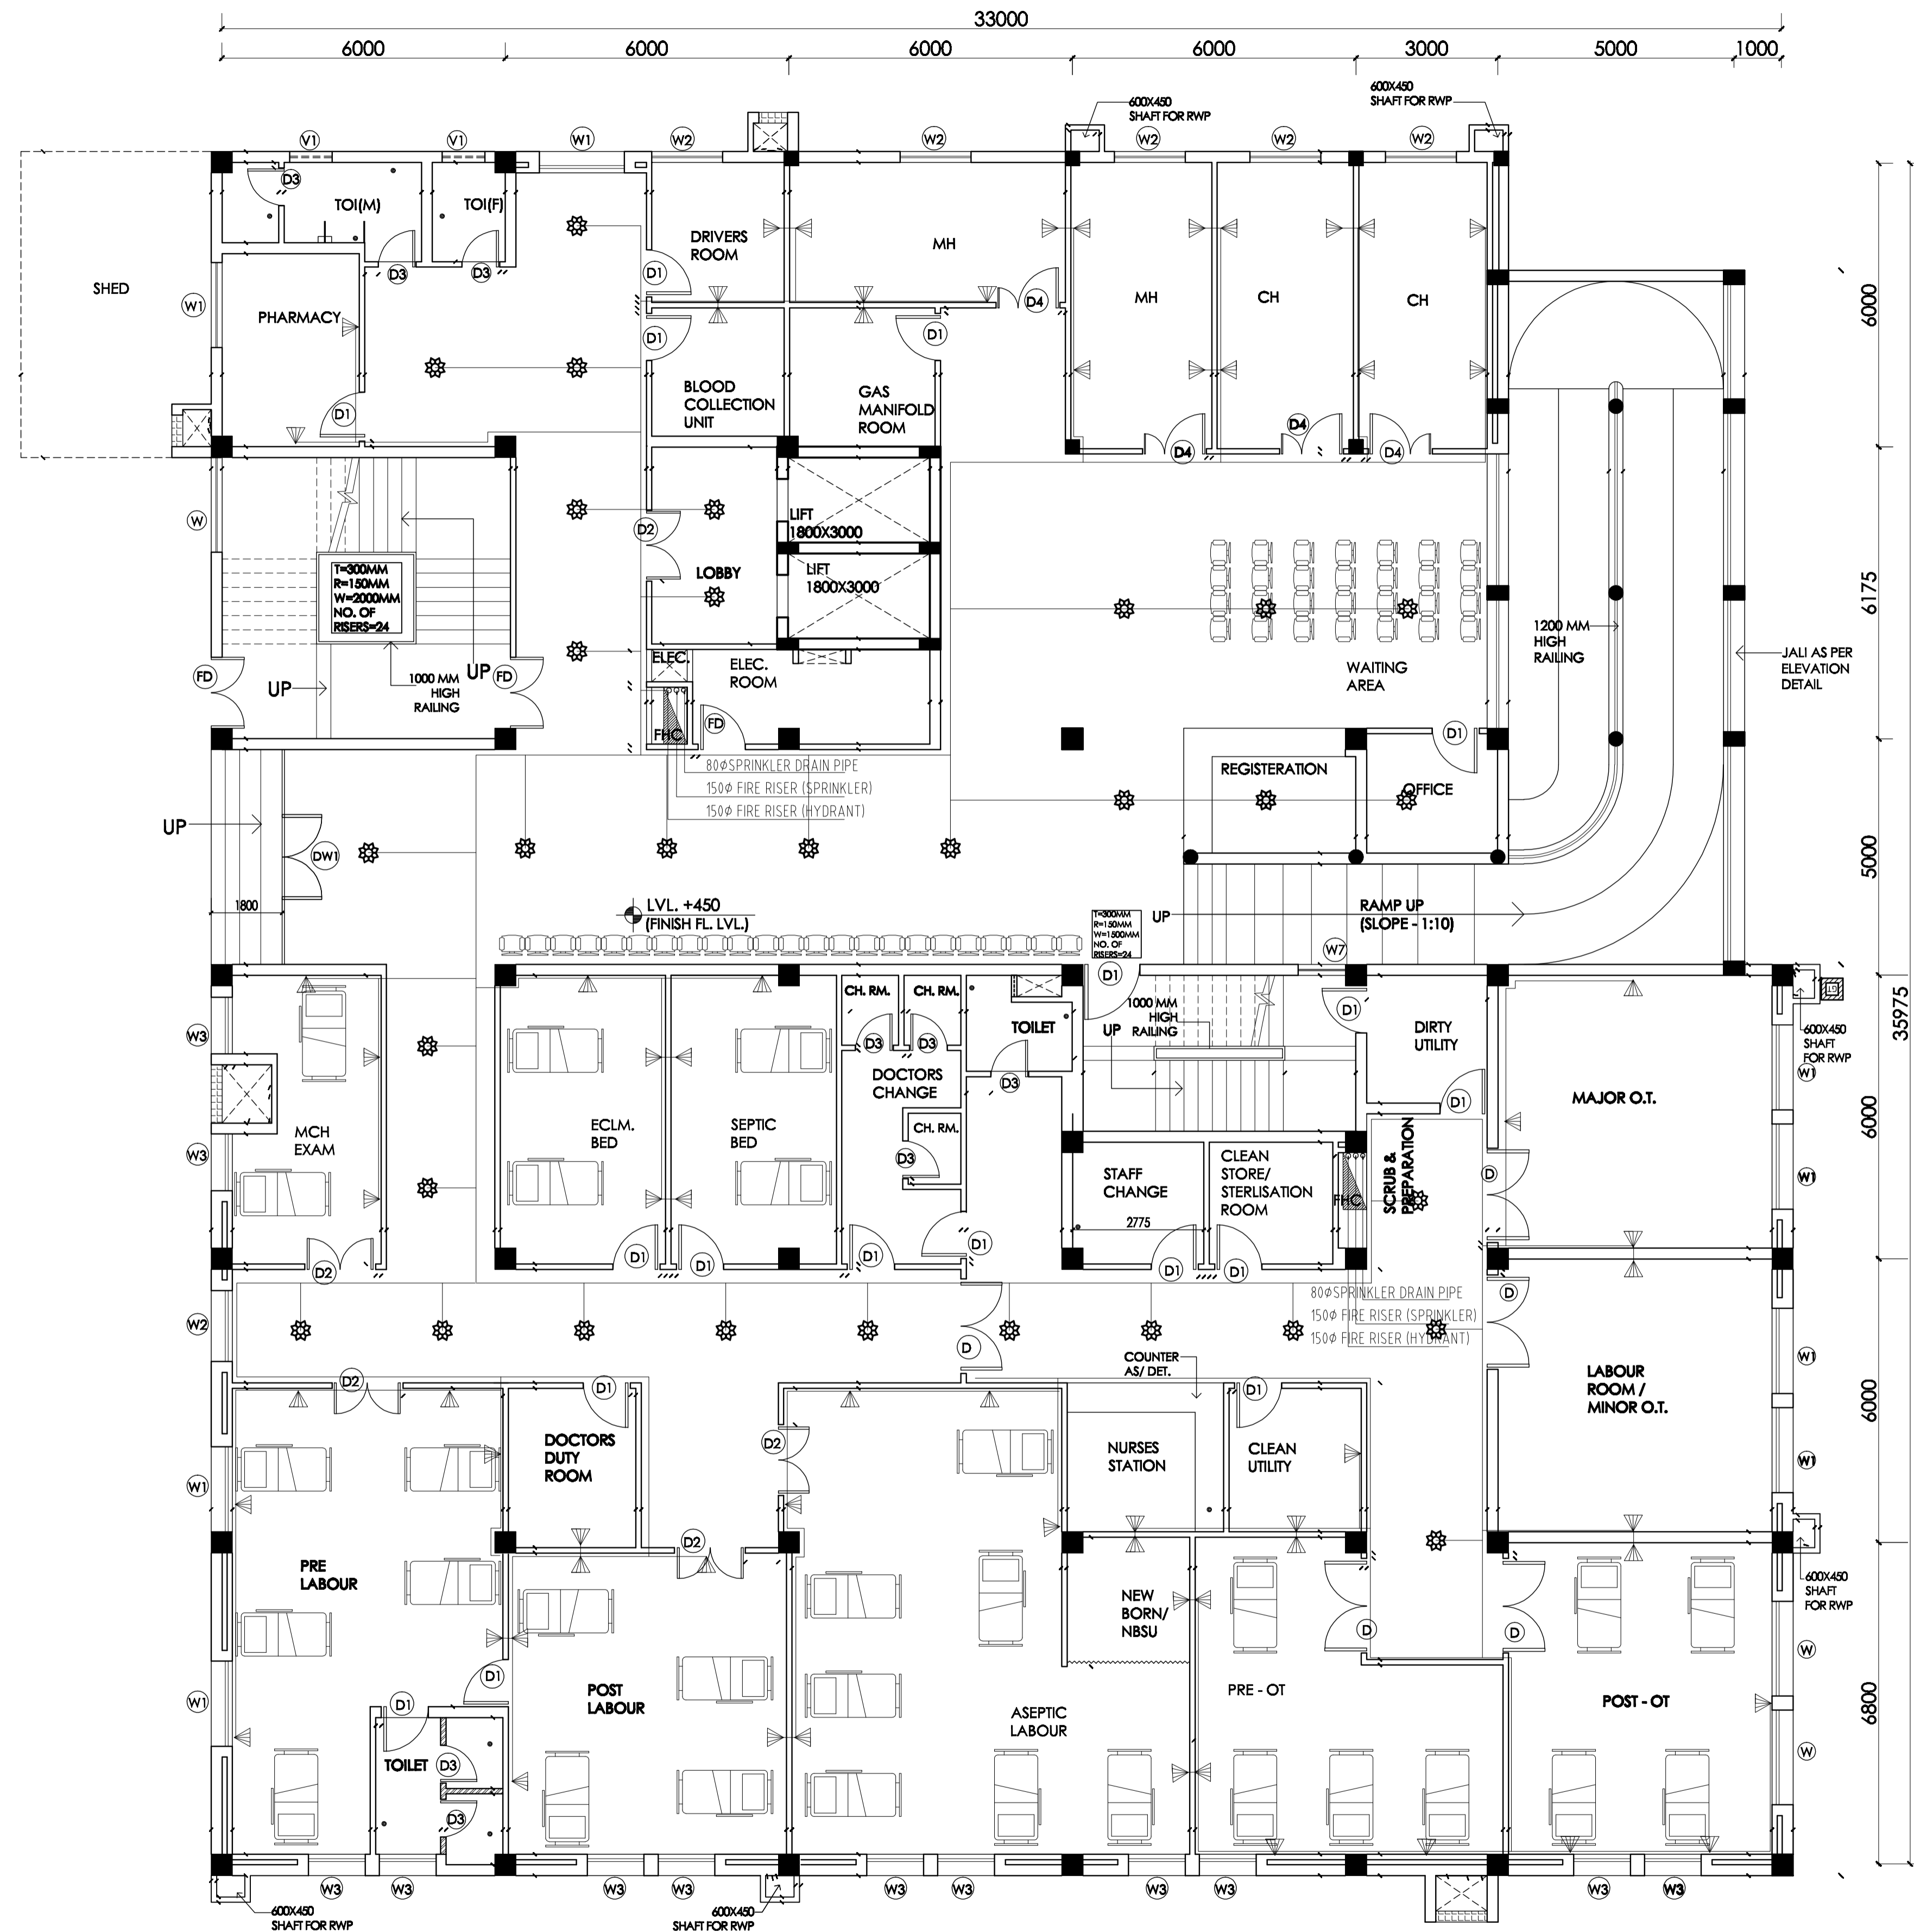 33000
6000
6000
6000
6000
3000
5000
1000
600X450
SHAFT FOR RWP
600X450
SHAFT FOR RWP
V1
V1
W1
W2
W2
W2
W2
W2
D3
TOI(M)
TOI(F)
DRIVERS
ROOM
MH
D3
D3
D1
D4
SHED
W1
PHARMACY
MH
CH
CH
6000
D1
D1
BLOOD
COLLECTION
UNIT
GAS
MANIFOLD
ROOM
D1
D4
D4
D4
W
D2
LIFT
1800X3000
LOBBY
LIFT
1800X3000
T=300MM
R=150MM
W=2000MM
NO. OF
RISERS=24
6175
1200 MM
HIGH
RAILING
JALI AS PER
ELEVATION
DETAIL
FD
UP
1000 MM
HIGH
RAILING
UP
FD
ELEC.
ELEC.
ROOM
WAITING
AREA
FHC
FD
D1
80ϕSPRINKLER DRAIN PIPE
150ϕ FIRE RISER (SPRINKLER)
150ϕ FIRE RISER (HYDRANT)
REGISTERATION
OFFICE
UP
DW1
5000
1800
LVL. +450
(FINISH FL. LVL.)
T=300MM
R=150MM
W=1500MM
NO. OF
RISERS=24
UP
RAMP UP
(SLOPE - 1:10)
W7
D1
CH. RM.
CH. RM.
1000 MM
HIGH
RAILING
UP
D1
35975
W3
TOILET
DIRTY
UTILITY
600X450
SHAFT
FOR RWP
D3
D3
DOCTORS
CHANGE
D3
W1
D1
MAJOR O.T.
6000
MCH
EXAM
ECLM.
BED
SEPTIC
BED
CH. RM.
W3
D3
STAFF
CHANGE
CLEAN
STORE/
STERLISATION
ROOM
SCRUB &
PREPARATION
FHC
D
W1
2775
D2
D1
D1
D1
D1
D1
D1
80ϕSPRINKLER DRAIN PIPE
150ϕ FIRE RISER (SPRINKLER)
150ϕ FIRE RISER (HYDRANT)
D
W2
D
COUNTER
AS/ DET.
W1
D2
D1
D1
LABOUR
ROOM /
MINOR O.T.
6000
DOCTORS
DUTY
ROOM
D2
NURSES
STATION
CLEAN
UTILITY
W1
W1
D2
PRE
LABOUR
NEW
BORN/
NBSU
600X450
SHAFT
FOR RWP
D
D
W
W1
D1
D1
POST
LABOUR
ASEPTIC
LABOUR
PRE - OT
POST - OT
6800
TOILET
D3
D3
W
W3
W3
W3
W3
W3
W3
W3
W3
W3
W3
600X450
SHAFT FOR RWP
600X450
SHAFT FOR RWP